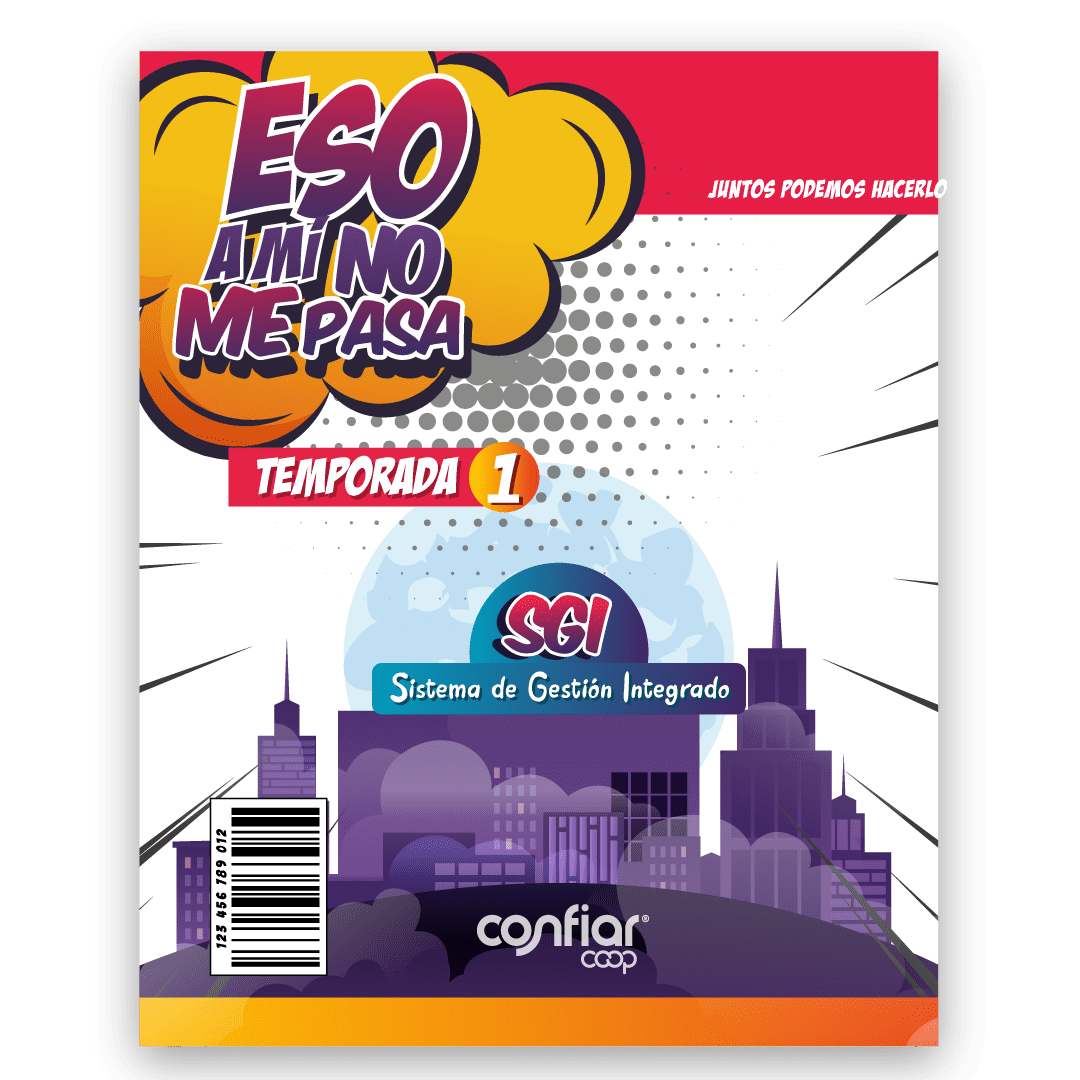 ESO
A MÍ NO
ME PASA
JUNTOS PODEMOS HACERLO
TEMPORADA 1
SGI
Sistema de Gestión Integrado
123 456 789 012
confiar®
coop